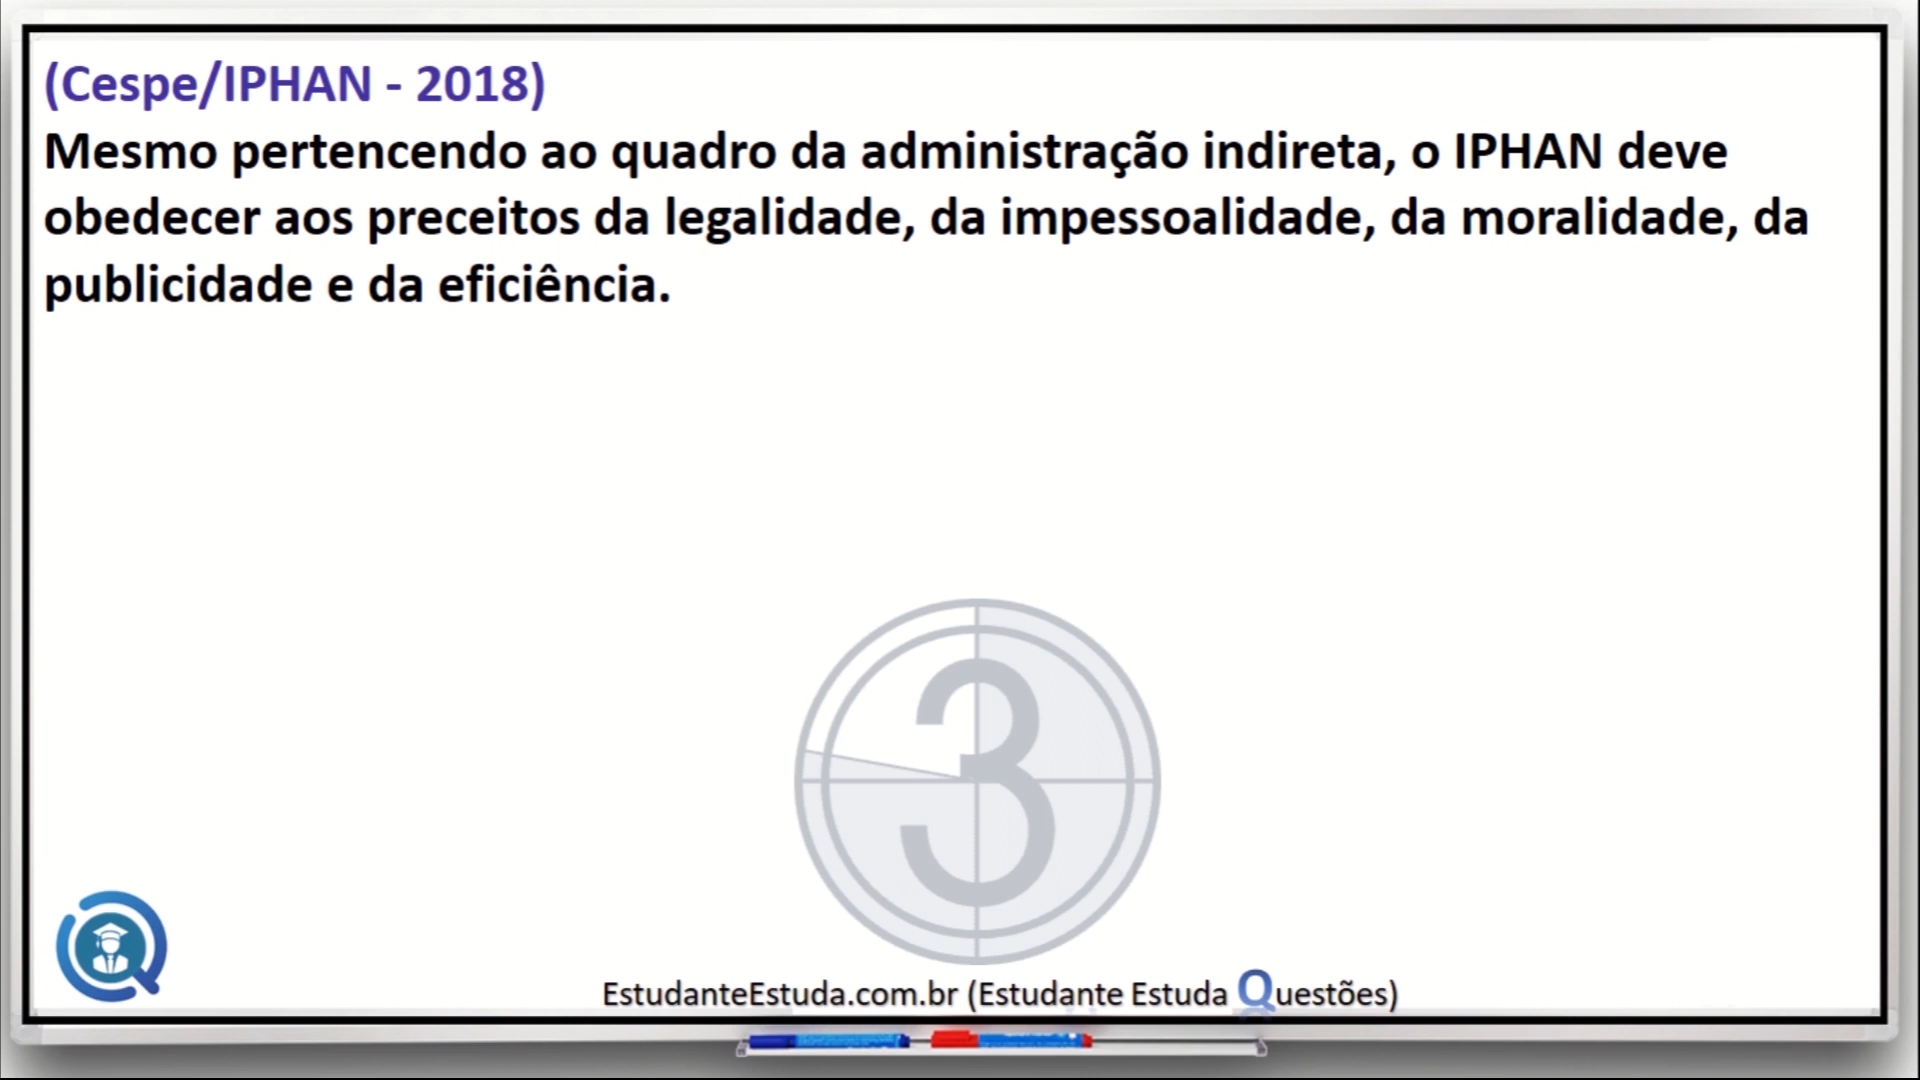 (Cespe/IPHAN - 2018)
Mesmo pertencendo ao quadro da administração indireta, o IPHAN deve
obedecer aos preceitos da legalidade, da impessoalidade, da moralidade, da
publicidade e da eficiência.
3
EstudanteEstuda.com.br (Estudante Estuda Questões)